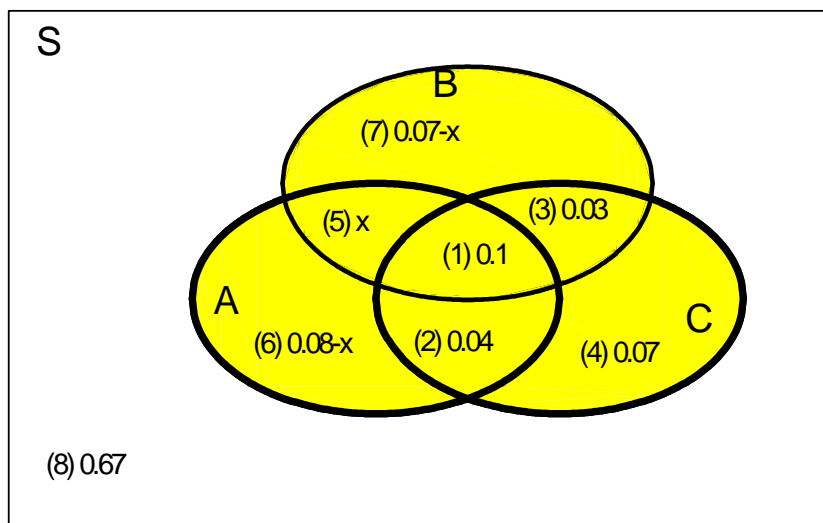 S
B
(7) 0.07-x
(5) x
(3) 0.03
(1) 0.1
A
C
(6) 0.08-x
(2) 0.04
(4) 0.07
(8) 0.67